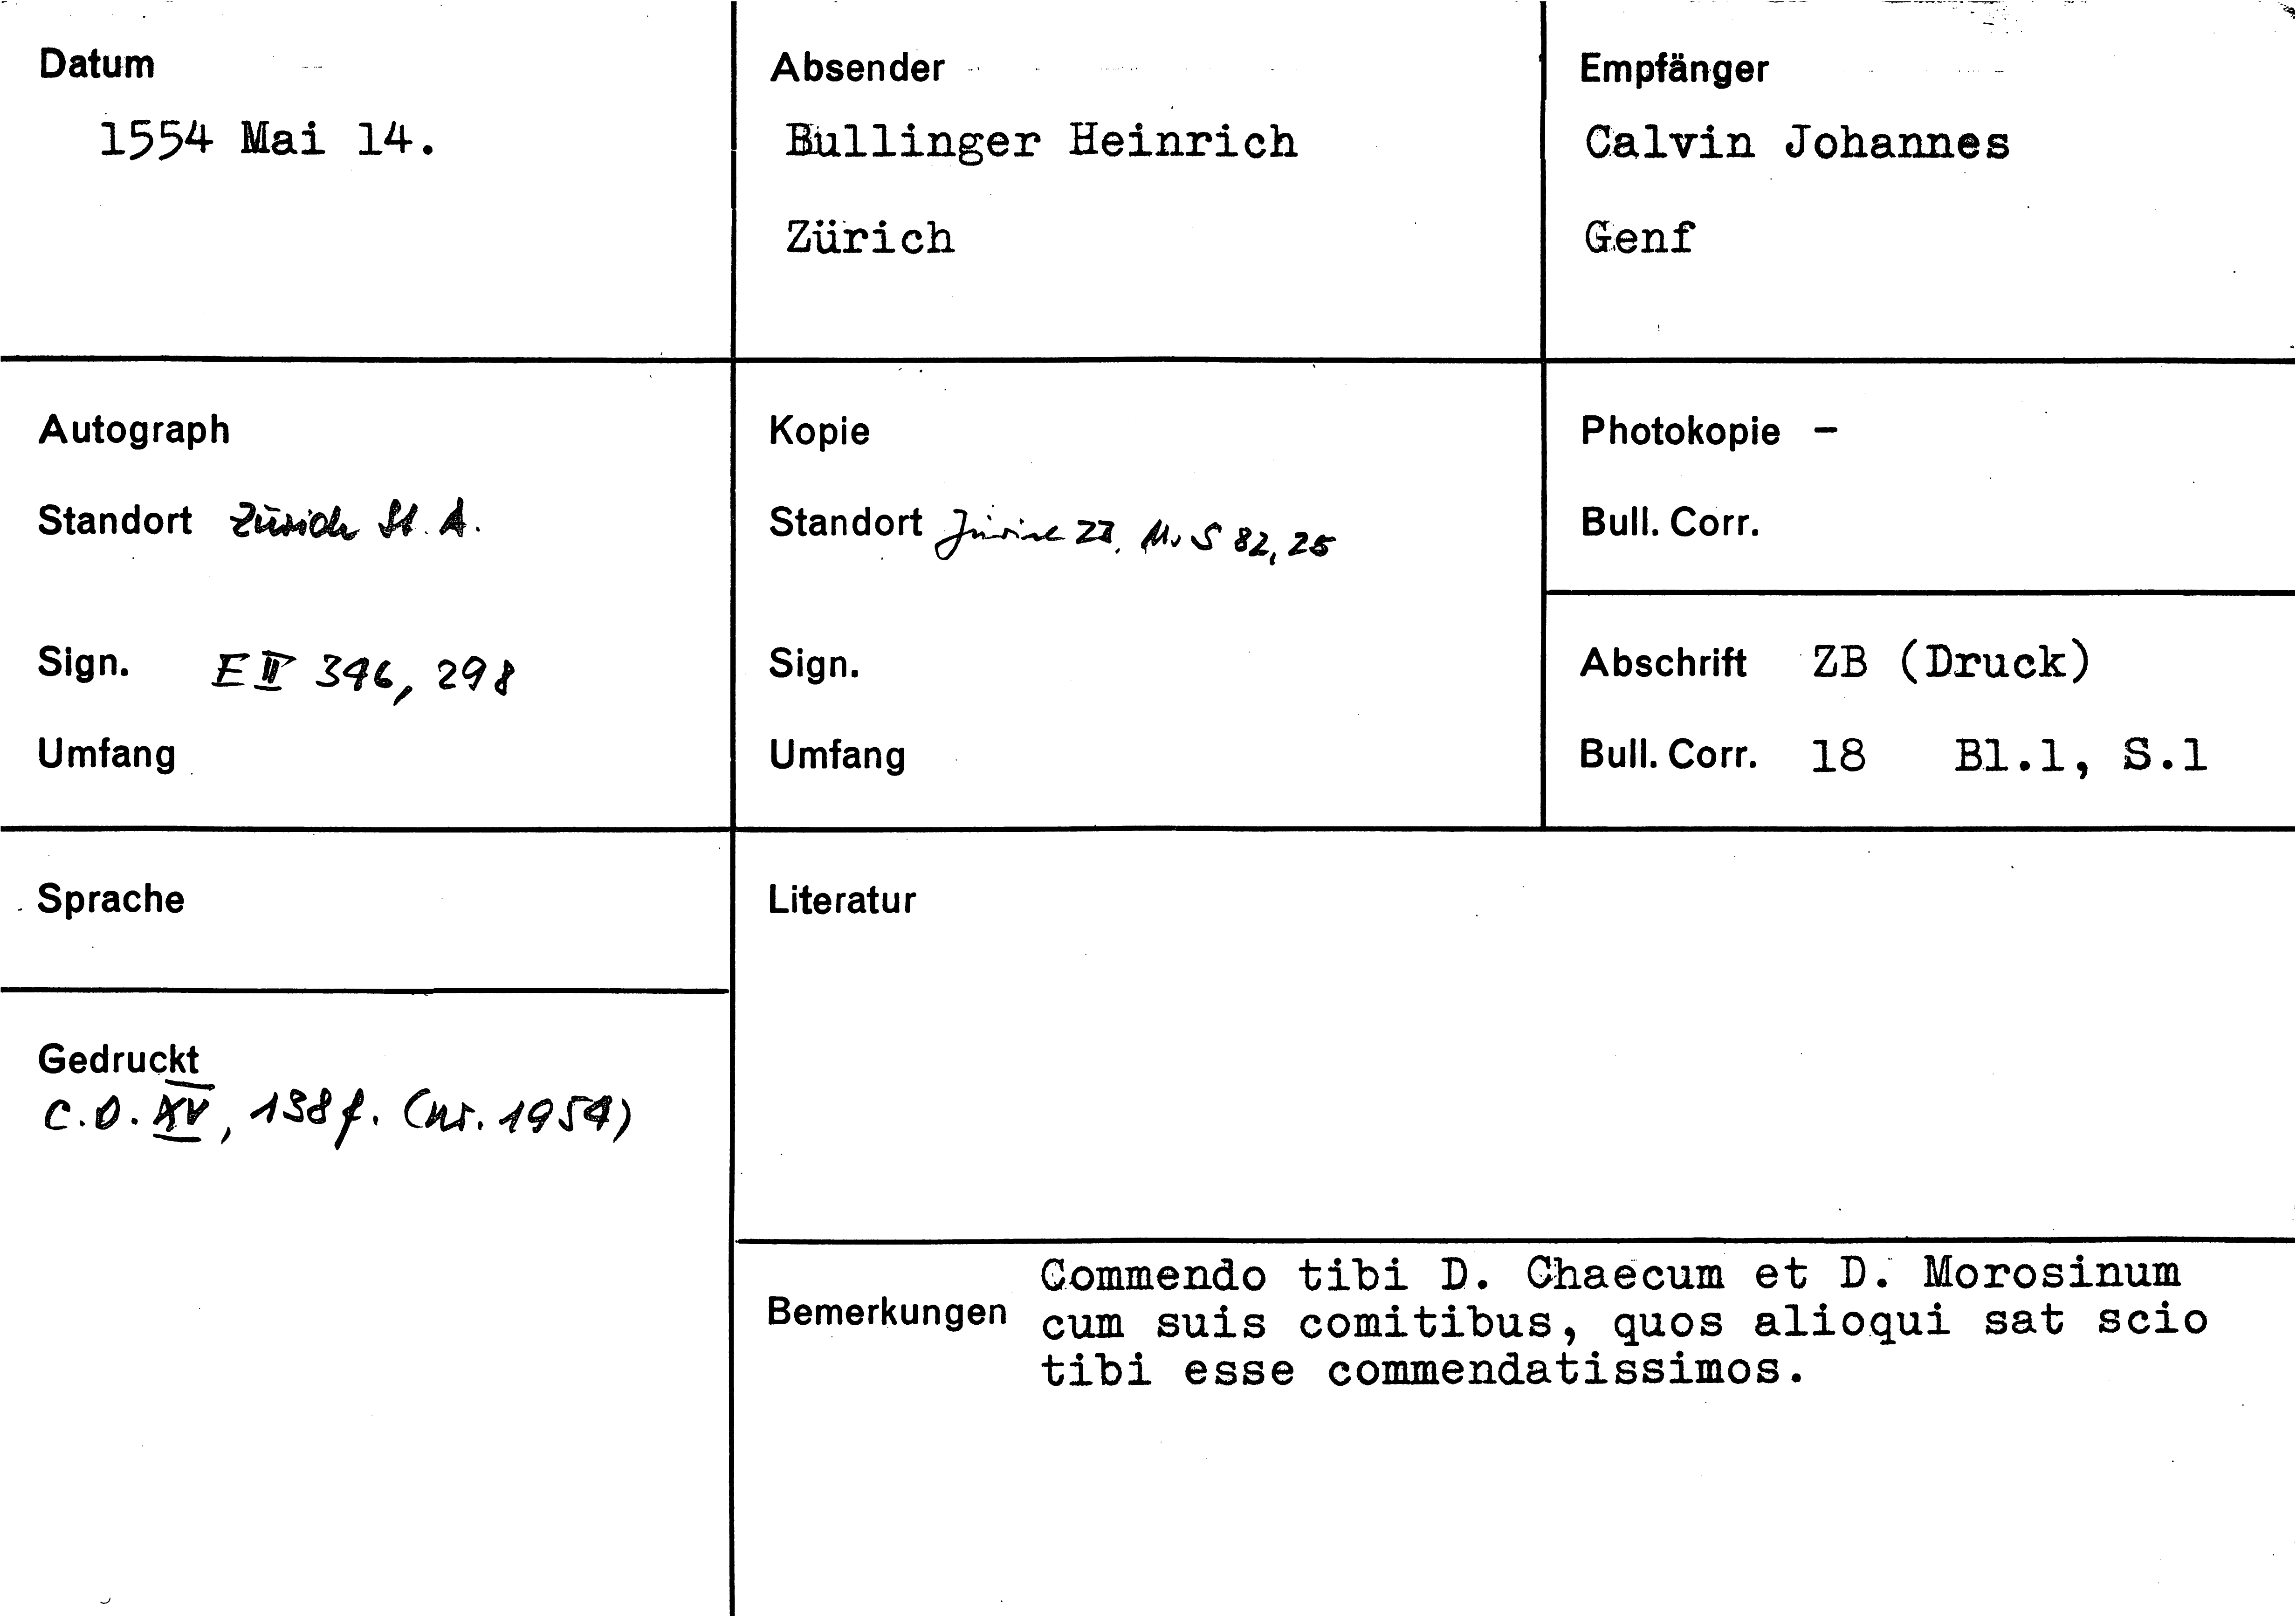 Datum
1554 Mai 14.
Absender
Bullinger Heinrich
Zürich
Empfänger
Calvin Johannes
Genf
Autograph
Standort Zürich St. A.
Sign. E II 346, 298
Umfang
Kopie
Standort Zürich ZB. Ms S 82, 25
Sign.
Umfang
Photokopie -
Bull. Corr.
Abschrift ZB (Druck)
Bull. Corr. 18 Bl.1, S.1
Sprache
Gedruckt
C.O. XV, 138 f. (nr. 1954)
Literatur
Bemerkungen
Commendo tibi D. Chaecum et D. Morosinum
cum suis comitibus, quos alioqui sat scio
tibi esse commendatissimos.